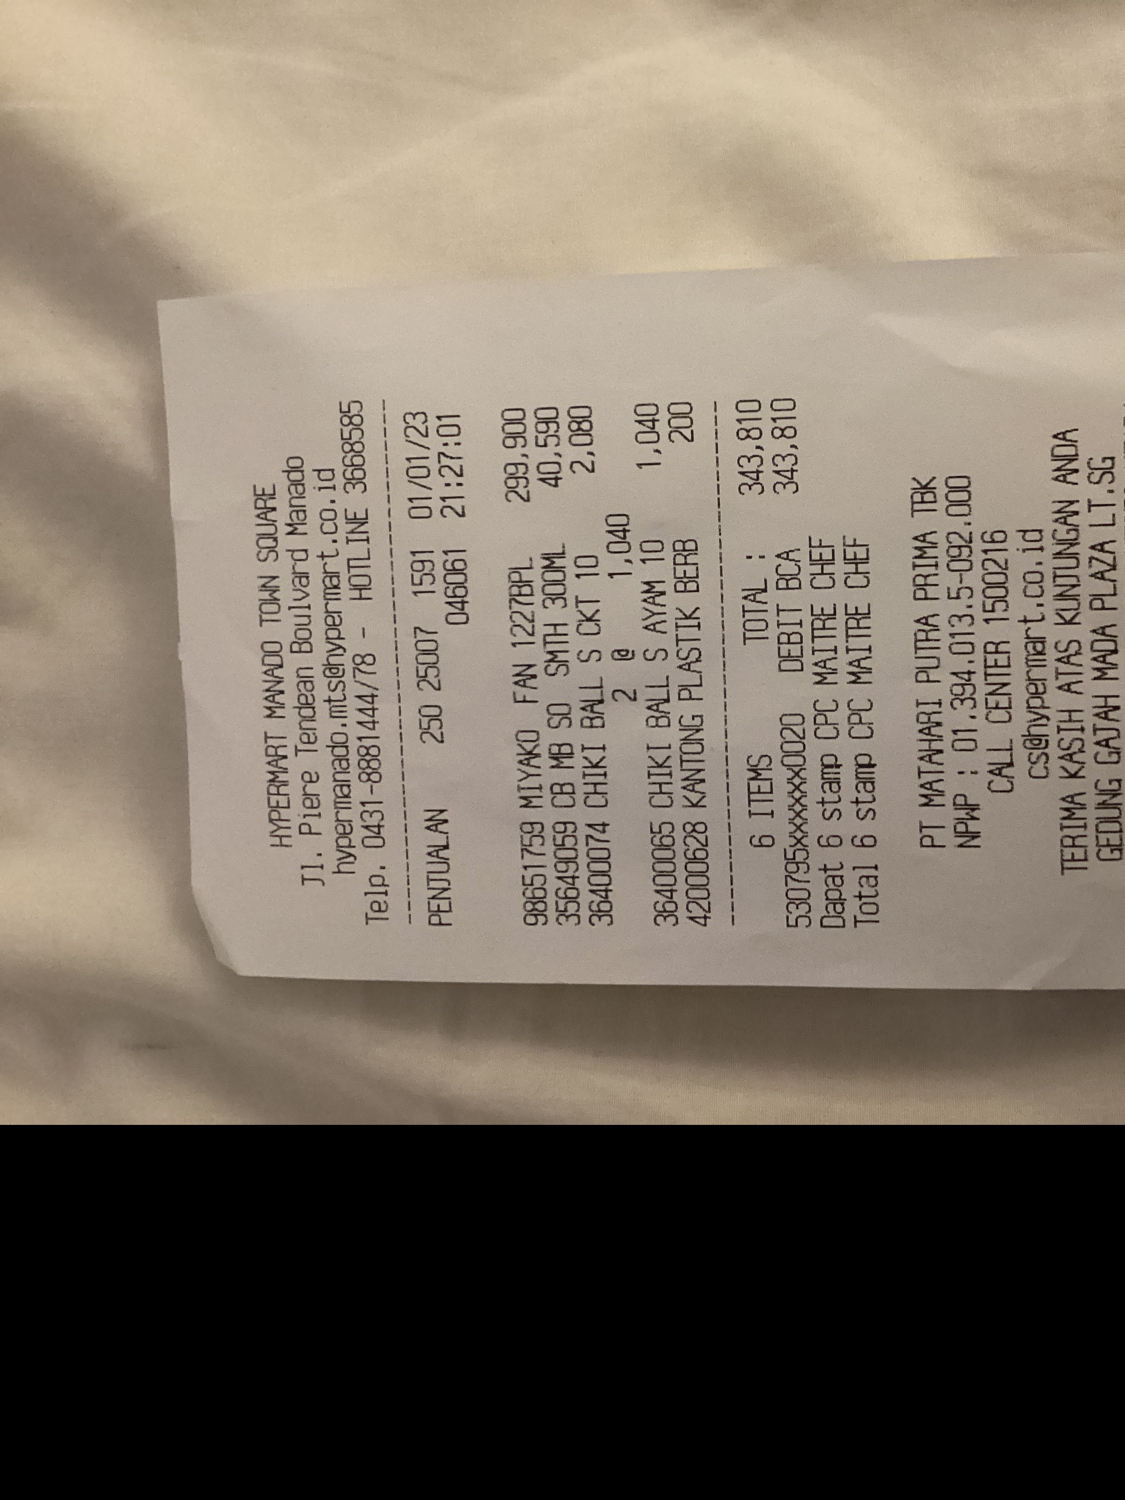 HYPERMART MANADO TOWN SQUARE
Jl. Piere Tendean Boulvard Manado
hypermanado.mts@hypermart.co.id
Telp. 0431-8881444/78 - HOTLINE 3668585
----------------------------------------
PENJUALAN 250 25007 1591 01/01/23
046061 21:27:01
98651759 MIYAKO FAN 1227BPL 299,900
35649059 CB MB SO SMTH 300ML 40,590
36400074 CHIKI BALL S CKT 10 2,080
2 @ 1,040
36400065 CHIKI BALL S AYAM 10 1,040
42000628 KANTONG PLASTIK BERB 200
----------------------------------------
6 ITEMS TOTAL : 343,810
530795xxxxxx0020 DEBIT BCA 343,810
Dapat 6 stamp CPC MAITRE CHEF
Total 6 stamp CPC MAITRE CHEF
PT MATAHARI PUTRA PRIMA TBK
NPWP : 01.394.013.5-092.000
CALL CENTER 1500216
cs@hypermart.co.id
TERIMA KASIH ATAS KUNJUNGAN ANDA
GEDUNG GAJAH MADA PLAZA LT.SG